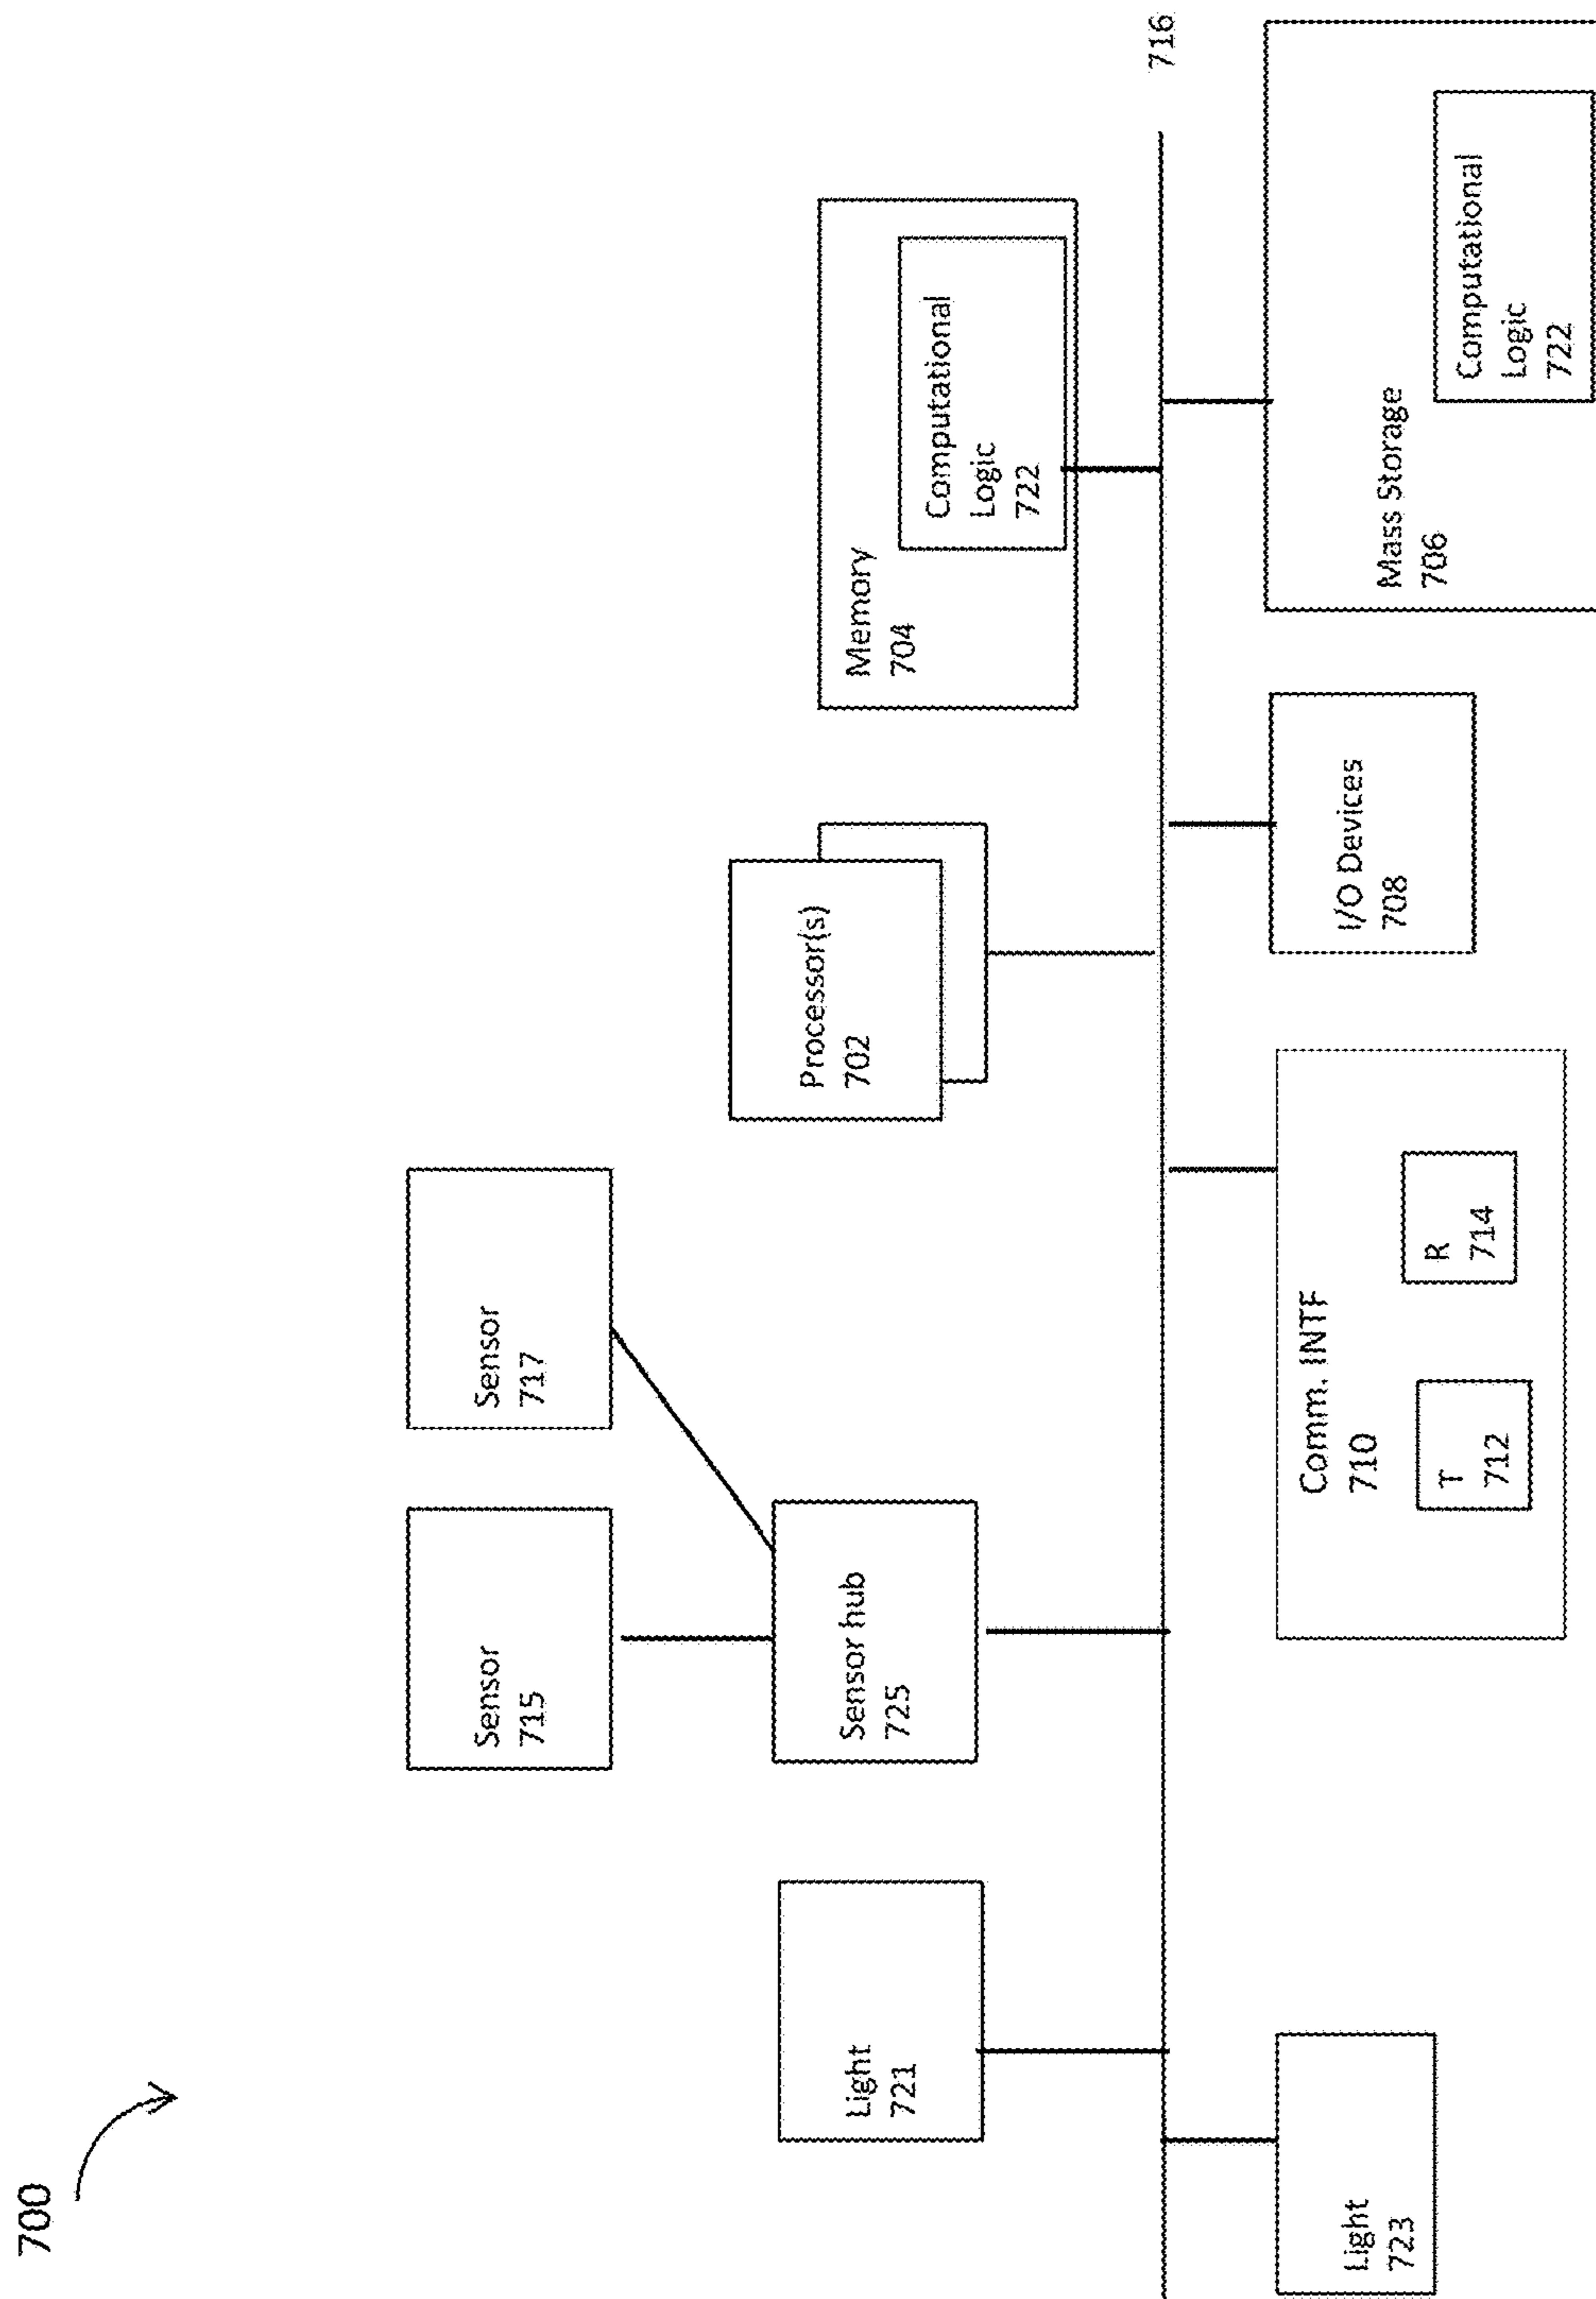 700
Sensor
715
Sensor
717
Light
721
Sensor hub
725
Processor(s)
702
Memory
704
Computational
Logic
722
716
Light
723
Comm. INTF
710
T
712
R
714
I/O Devices
708
Mass Storage
706
Computational
Logic
722